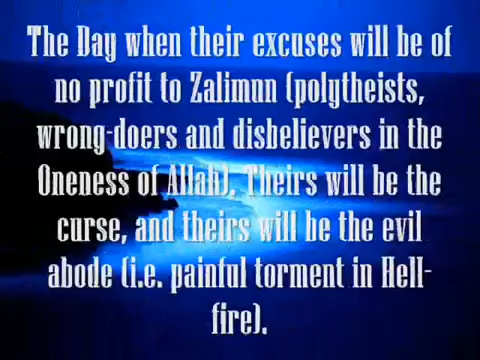 The Day when their excuses will be of
no profit to Zalimun (polytheists,
wrong-doers and disbelievers in the
Oneness of Allah). Theirs will be the
curse, and theirs will be the evil
abode (i.e. painful torment in Hell-
fire).